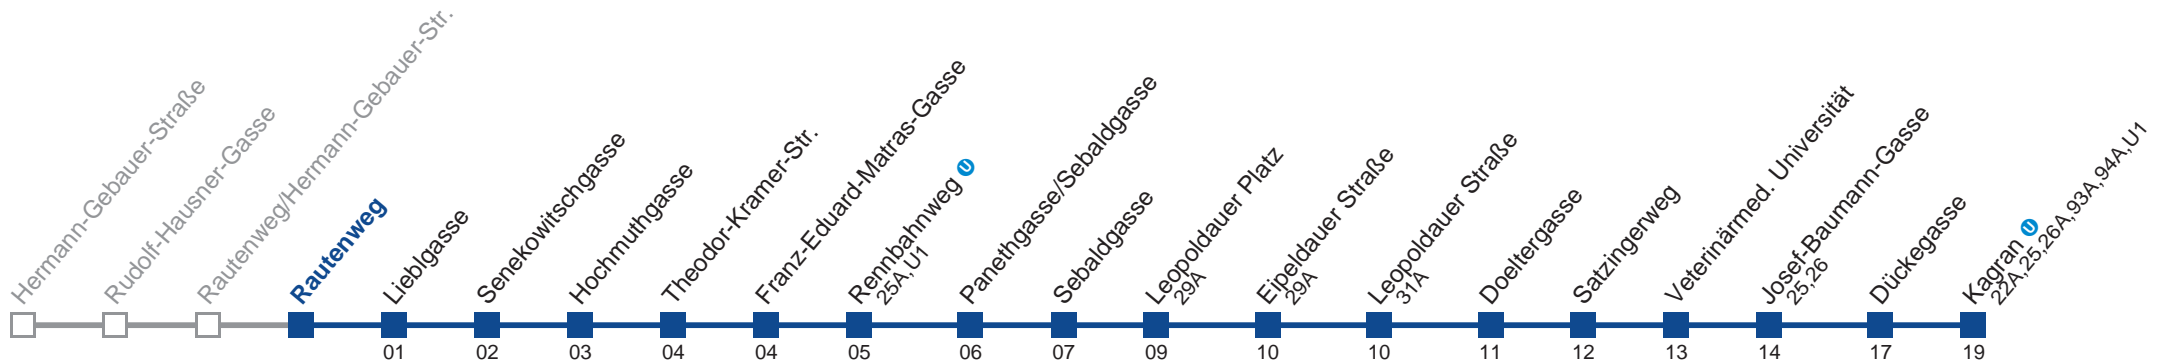 Hermann-Gebauer-Straße
Rudolf-Hausner-Gasse
Rautenweg/Hermann-Gebauer-Str.
Rautenweg
Lieblgasse
01
Senekowitschgasse
02
Hochmuthgasse
03
Theodor-Kramer-Str.
04
Franz-Eduard-Matras-Gasse
04
Rennbahnweg U
25A,U1
05
Panethgasse/Sebaldgasse
06
Sebaldgasse
07
Leopoldauer Platz
29A
09
Eipeldauer Straße
29A
10
Leopoldauer Straße
31A
10
Doeltergasse
11
Satzingerweg
12
Veterinärmed. Universität
13
Josef-Baumann-Gasse
25,26
14
Dückegasse
17
Kagran U
22A,25,26A,93A,94A,U1
19